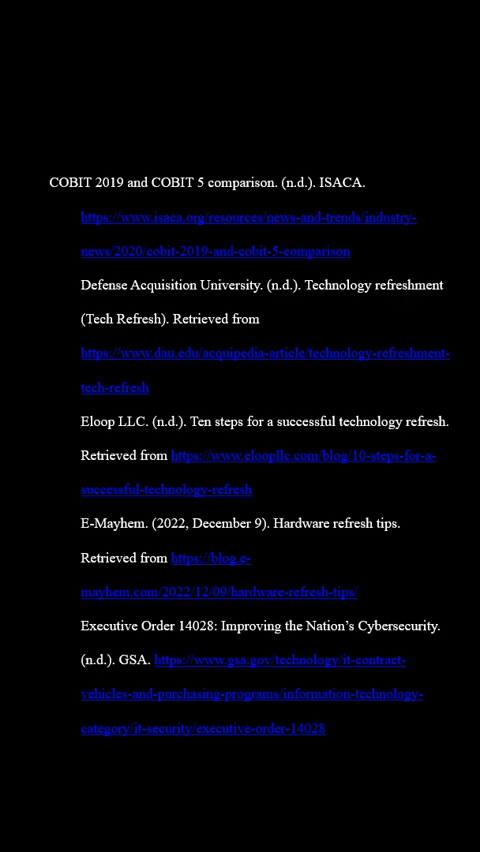 COBIT 2019 and COBIT 5 comparison. (n.d.). ISACA.
https://www.isaca.org/resources/news-and-trends/industry-
news/2020/cobit-2019-and-cobit-5-comparison
Defense Acquisition University. (n.d.). Technology refreshment
(Tech Refresh). Retrieved from
https://www.dau.edu/acquipedia-article/technology-refreshment-
tech-refresh
Eloop LLC. (n.d.). Ten steps for a successful technology refresh.
Retrieved from https://www.eloopllc.com/blog/10-steps-for-a-
successful-technology-refresh
E-Mayhem. (2022, December 9). Hardware refresh tips.
Retrieved from https://blog.e-
mayhem.com/2022/12/09/hardware-refresh-tips/
Executive Order 14028: Improving the Nation’s Cybersecurity.
(n.d.). GSA. https://www.gsa.gov/technology/it-contract-
vehicles-and-purchasing-programs/information-technology-
category/it-security/executive-order-14028